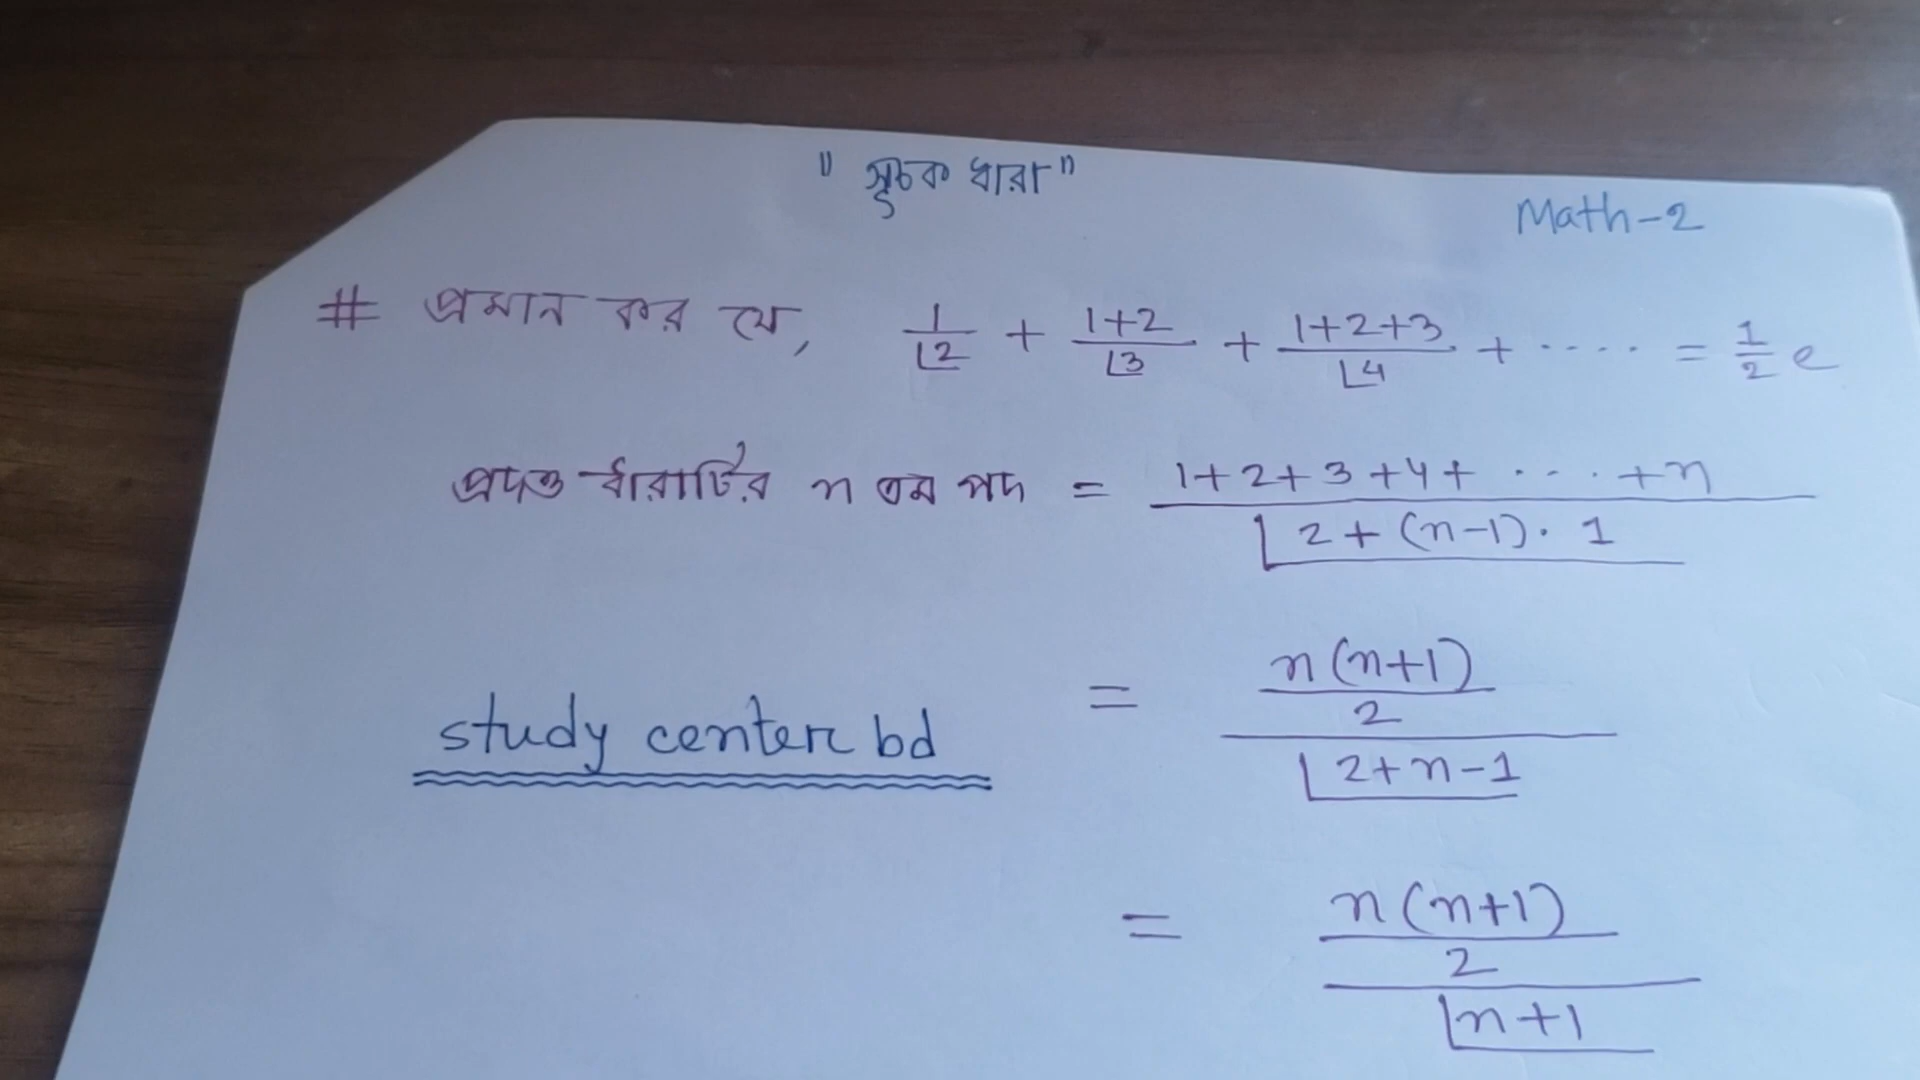 " সূচক ধারা "
Math-2
# প্রমান কর যে, 1/⌊2 + 1+2/⌊3 + 1+2+3/⌊4 + ···· = 1/2 e
প্রদত্ত ধারাটির n তম পদ = 1+2+3+4+ ···· +n / ⌊2+(n-1)·1
= n(n+1)/2 / ⌊2+n-1
study center bd
= n(n+1)/2 / ⌊n+1